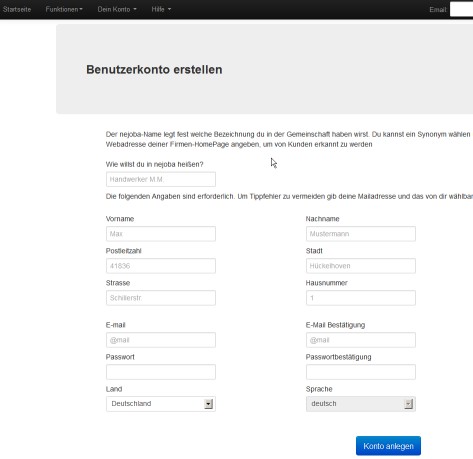 Startseite Funktionen Dein Konto Hilfe Email:
Benutzerkonto erstellen
Der nejoba-Name legt fest welche Bezeichnung du in der Gemeinschaft haben wirst. Du kannst ein Synonym wählen
Webadresse deiner Firmen-HomePage angeben, um von Kunden erkannt zu werden
Wie willst du in nejoba heißen?
Handwerker M.M.
Die folgenden Angaben sind erforderlich. Um Tippfehler zu vermeiden gib deine Mailadresse und das von dir wählbar
Vorname Nachname
Max Mustermann
Postleitzahl Stadt
41836 Hückelhoven
Strasse Hausnummer
Schillerstr. 1
E-mail E-Mail Bestätigung
@mail @mail
Passwort Passwortbestätigung
Land Sprache
Deutschland deutsch
Konto anlegen